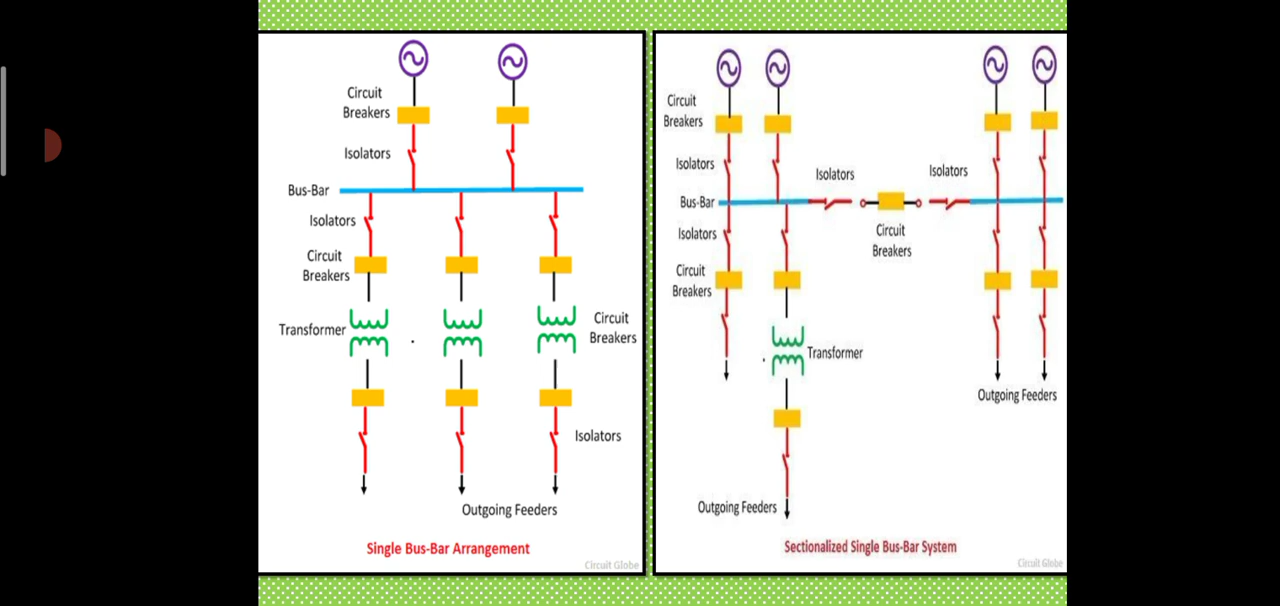 Circuit
Breakers
Isolators
Bus-Bar
Isolators
Circuit
Breakers
Transformer
Circuit
Breakers
Isolators
Outgoing Feeders
Single Bus-Bar Arrangement
Circuit Globe
Circuit
Breakers
Isolators
Isolators
Isolators
Bus-Bar
Circuit
Breakers
Isolators
Circuit
Breakers
Transformer
Outgoing Feeders
Outgoing Feeders
Sectionalized Single Bus-Bar System
Circuit Globe